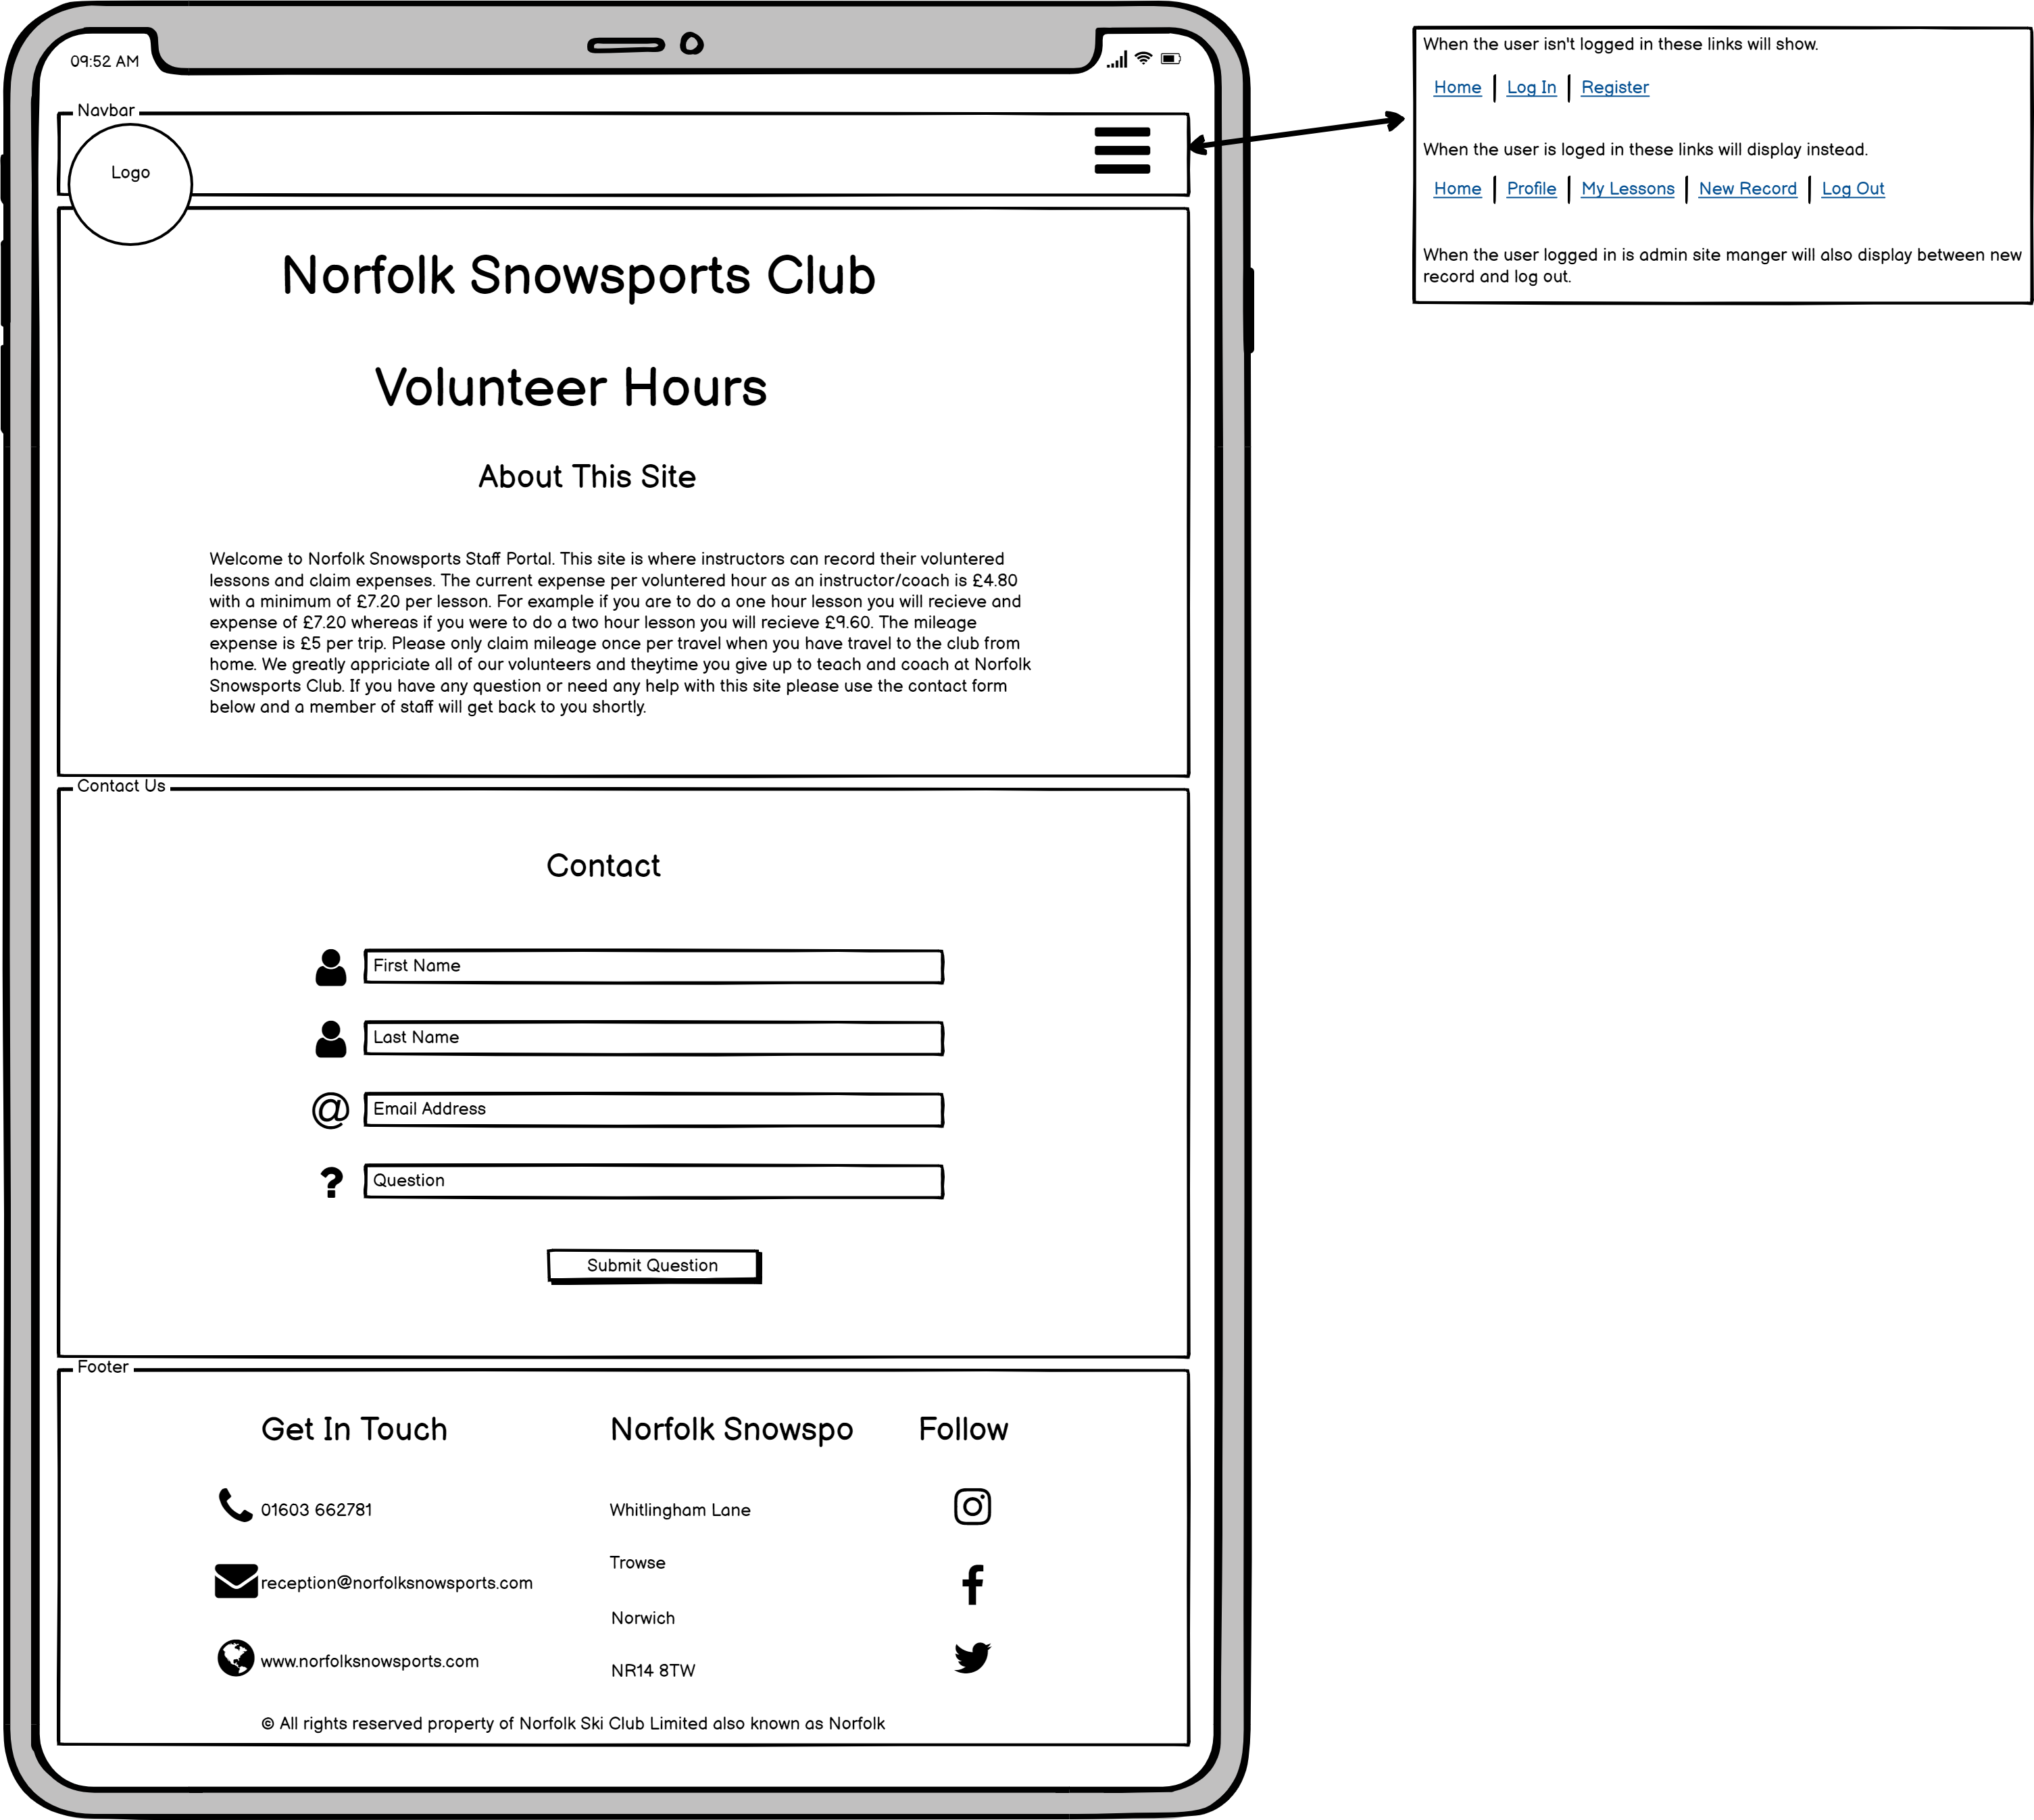 09:52 AM
Navbar
Logo
Norfolk Snowsports Club
Volunteer Hours
About This Site
Welcome to Norfolk Snowsports Staff Portal. This site is where instructors can record their voluntered
lessons and claim expenses. The current expense per voluntered hour as an instructor/coach is £4.80
with a minimum of £7.20 per lesson. For example if you are to do a one hour lesson you will recieve and
expense of £7.20 whereas if you were to do a two hour lesson you will recieve £9.60. The mileage
expense is £5 per trip. Please only claim mileage once per travel when you have travel to the club from
home. We greatly appriciate all of our volunteers and theytime you give up to teach and coach at Norfolk
Snowsports Club. If you have any question or need any help with this site please use the contact form
below and a member of staff will get back to you shortly.
Contact Us
Contact
First Name
Last Name
@ Email Address
? Question
Submit Question
Footer
Get In Touch
01603 662781
reception@norfolksnowsports.com
www.norfolksnowsports.com
Norfolk Snowspo
Whitlingham Lane
Trowse
Norwich
NR14 8TW
Follow
© All rights reserved property of Norfolk Ski Club Limited also known as Norfolk
When the user isn't logged in these links will show.
Home | Log In | Register
When the user is loged in these links will display instead.
Home | Profile | My Lessons | New Record | Log Out
When the user logged in is admin site manger will also display between new
record and log out.